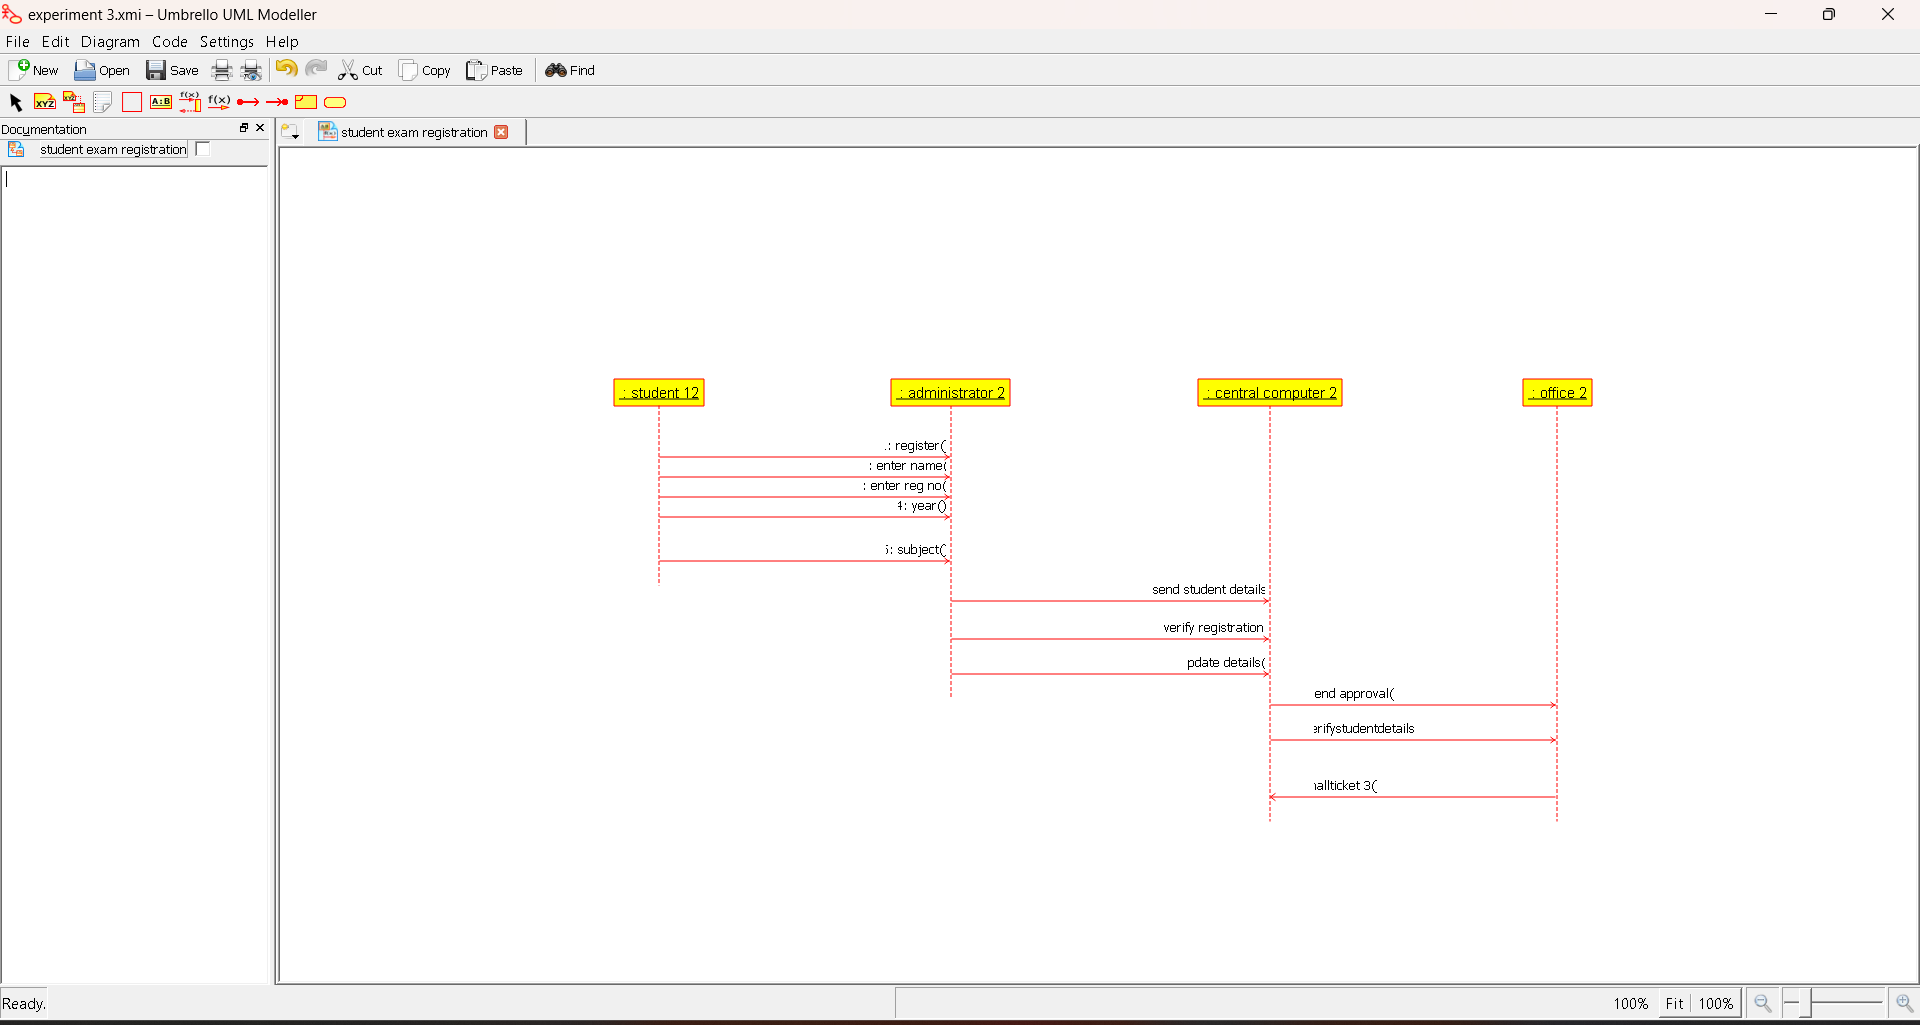 experiment 3.xmi – Umbrello UML Modeller
File Edit Diagram Code Settings Help
New Open Save Cut Copy Paste Find
XYZ XYZ A:B f(x) f(x)
Documentation
student exam registration
student exam registration
: student 12
: administrator 2
: central computer 2
: office 2
.: register(
: enter name(
: enter reg no(
4: year()
5: subject(
send student details
verify registration
pdate details(
end approval(
erifystudentdetails
hallticket 3(
Ready.
100% Fit 100%